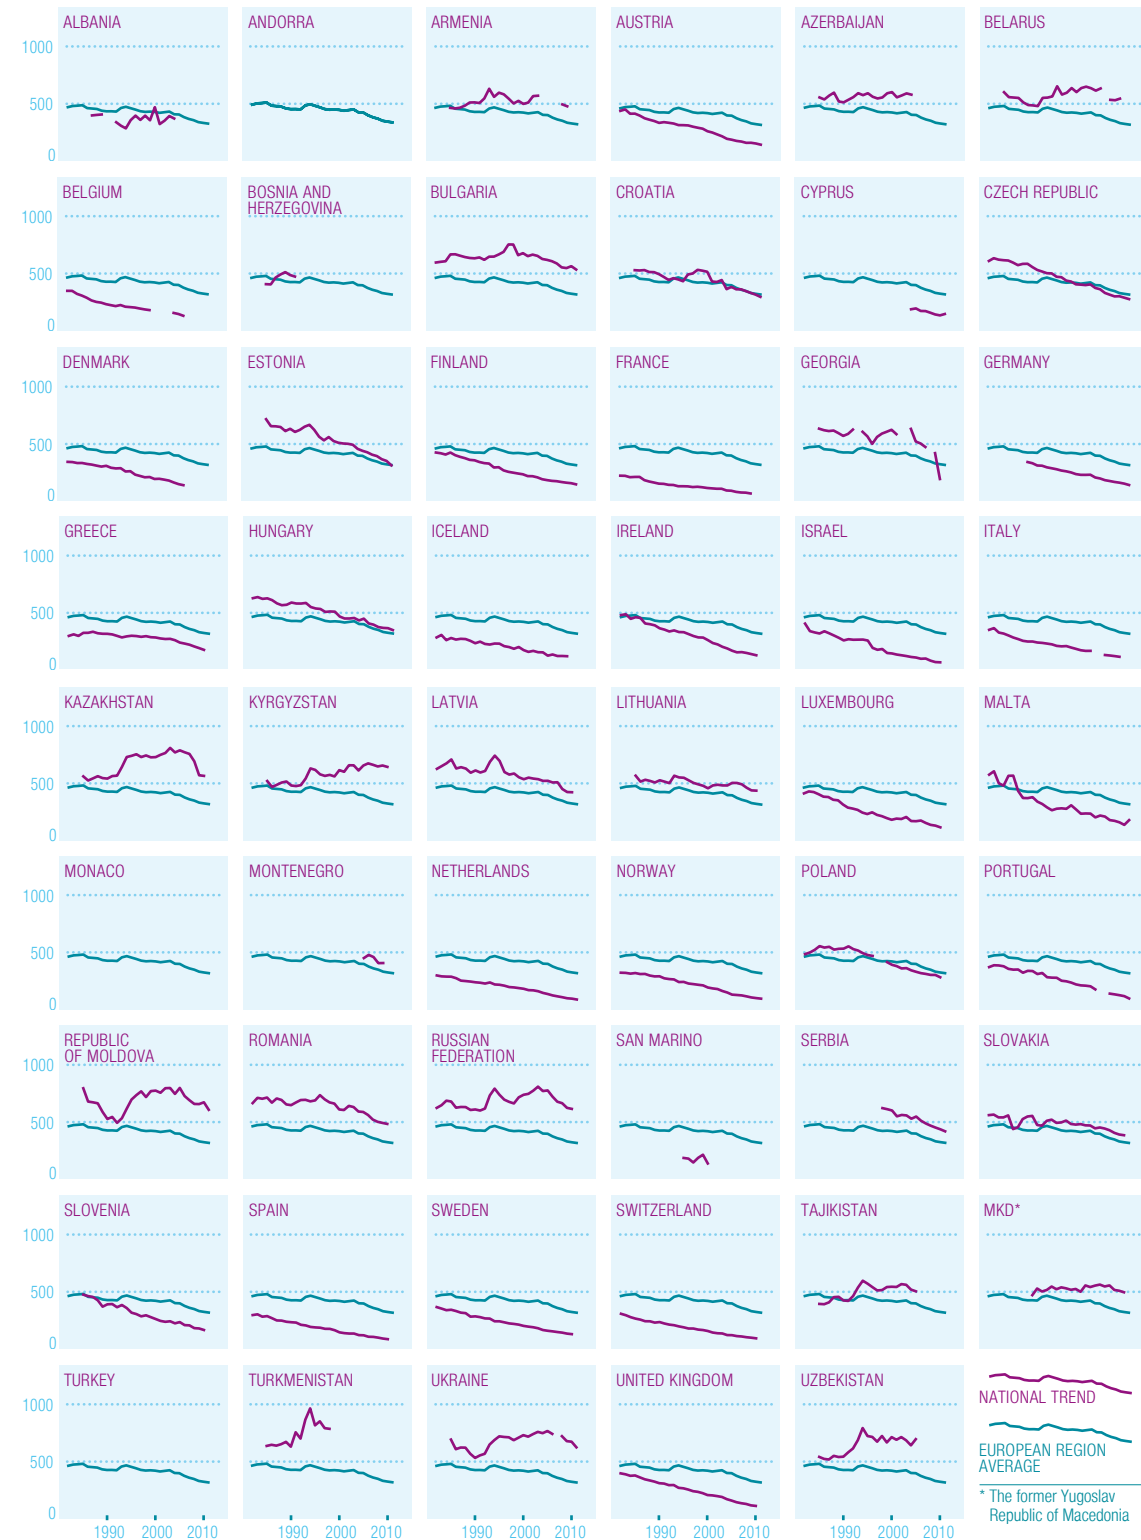 ALBANIA
ANDORRA
ARMENIA
AUSTRIA
AZERBAIJAN
BELARUS
1000
500
0
BELGIUM
BOSNIA AND
HERZEGOVINA
BULGARIA
CROATIA
CYPRUS
CZECH REPUBLIC
1000
500
0
DENMARK
ESTONIA
FINLAND
FRANCE
GEORGIA
GERMANY
1000
500
0
GREECE
HUNGARY
ICELAND
IRELAND
ISRAEL
ITALY
1000
500
0
KAZAKHSTAN
KYRGYZSTAN
LATVIA
LITHUANIA
LUXEMBOURG
MALTA
1000
500
0
MONACO
MONTENEGRO
NETHERLANDS
NORWAY
POLAND
PORTUGAL
1000
500
0
REPUBLIC
OF MOLDOVA
ROMANIA
RUSSIAN
FEDERATION
SAN MARINO
SERBIA
SLOVAKIA
1000
500
0
SLOVENIA
SPAIN
SWEDEN
SWITZERLAND
TAJIKISTAN
MKD*
1000
500
0
TURKEY
TURKMENISTAN
UKRAINE
UNITED KINGDOM
UZBEKISTAN
1000
500
0
1990 2000 2010
1990 2000 2010
1990 2000 2010
1990 2000 2010
1990 2000 2010
NATIONAL TREND
EUROPEAN REGION
AVERAGE
* The former Yugoslav
Republic of Macedonia